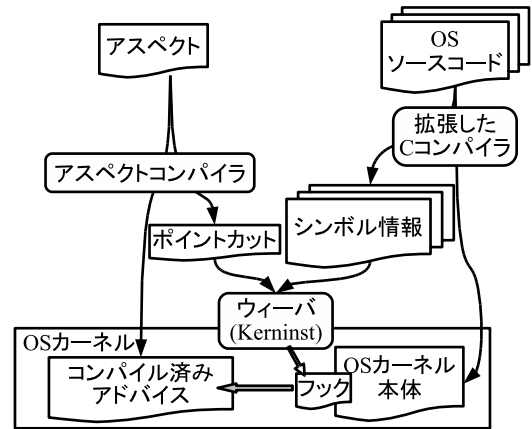 アスペクト
OS
ソースコード
拡張した
Cコンパイラ
アスペクトコンパイラ
ポイントカット
シンボル情報
ウィーバ
(Kerninst)
OSカーネル
コンパイル済み
アドバイス
フック
OSカーネル
本体